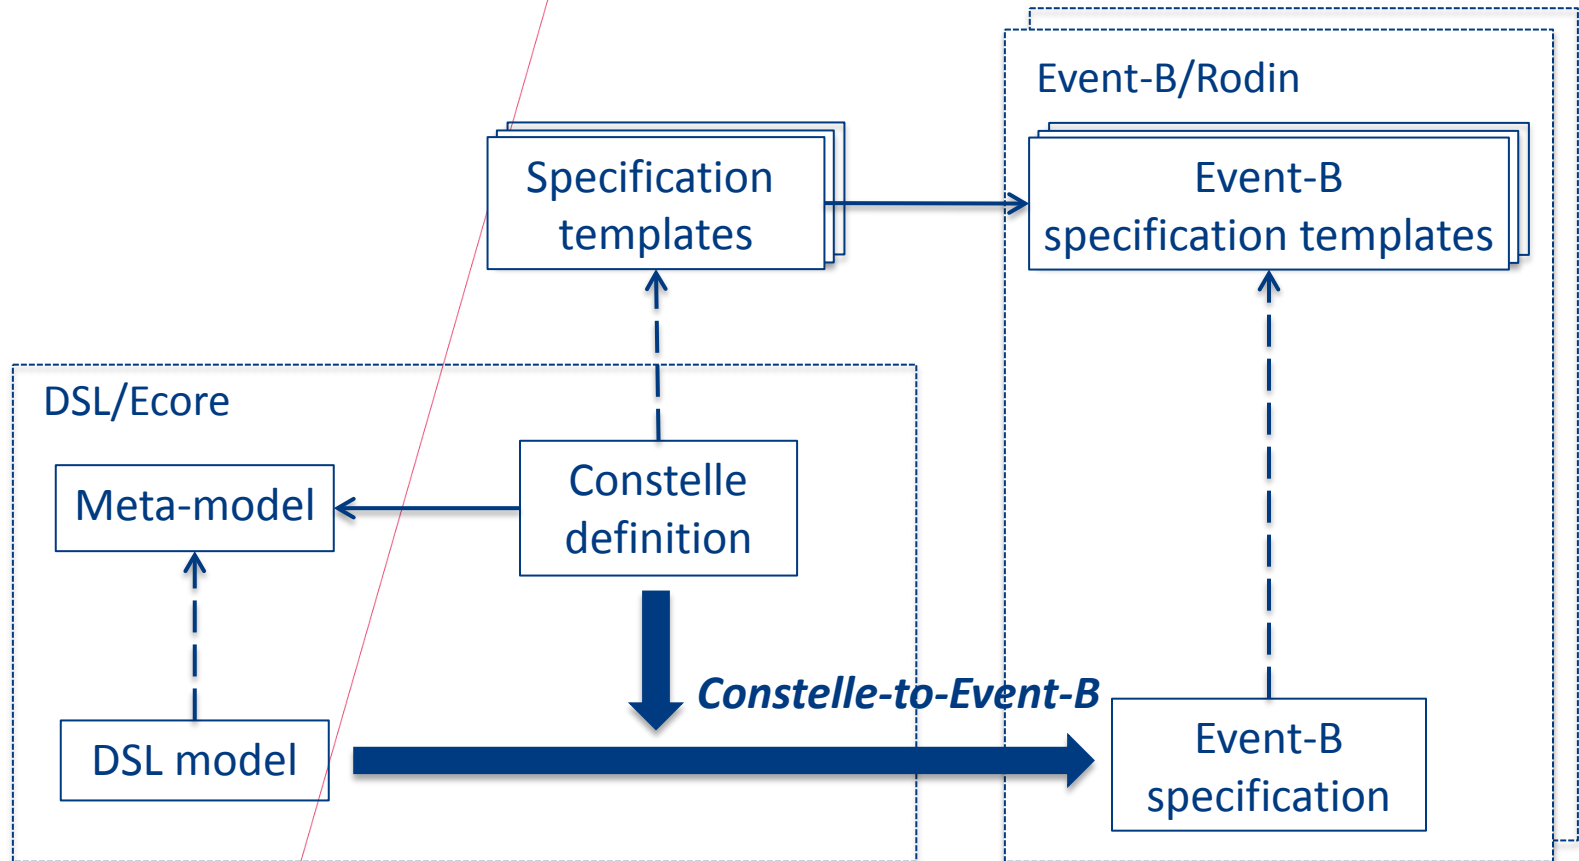 Event-B/Rodin
Specification
templates
Event-B
specification templates
DSL/Ecore
Meta-model
Constelle
definition
Constelle-to-Event-B
DSL model
Event-B
specification